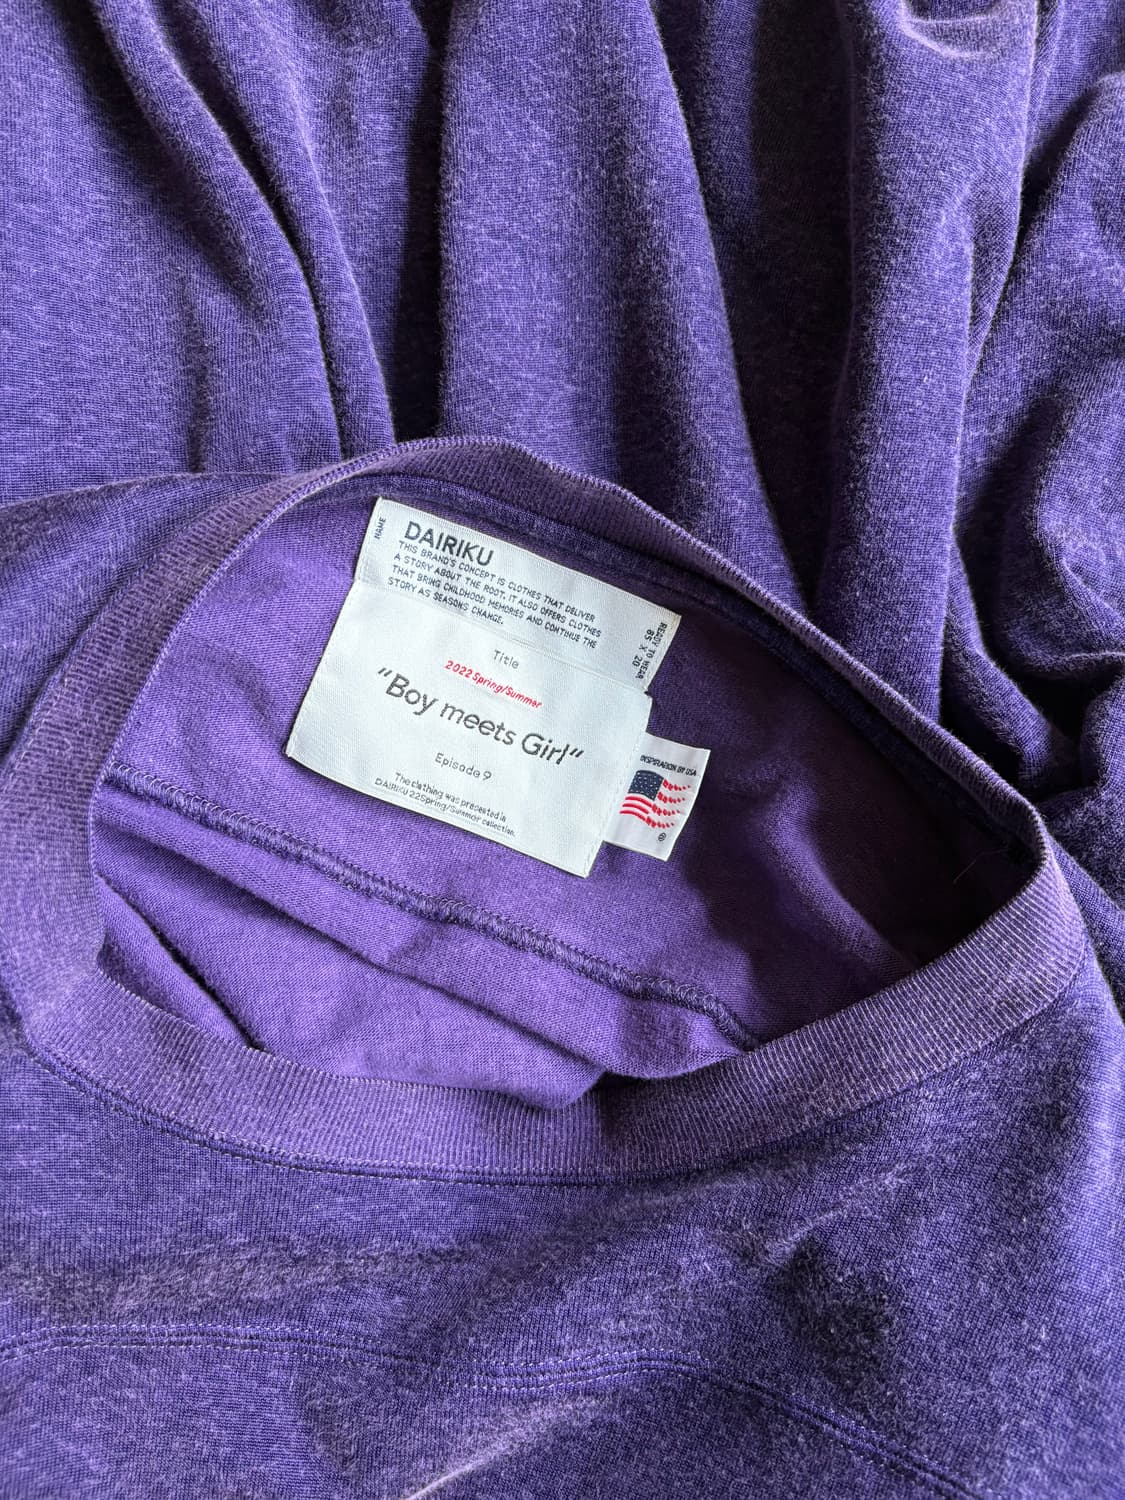 NAME
DAIRIKU
THIS BRAND'S CONCEPT IS CLOTHES THAT DELIVER
A STORY ABOUT THE ROOT. IT ALSO OFFERS CLOTHES
THAT BRING CHILDHOOD MEMORIES AND CONTINUE THE
STORY AS SEASONS CHANGE.
READY TO WEAR
85 X 20
Title
2022 Spring/Summer
"Boy meets Girl"
Episode 9
The clothing was presented in
DAIRIKU 22Spring/Summer collection.
INSPIRATION BY USA
®